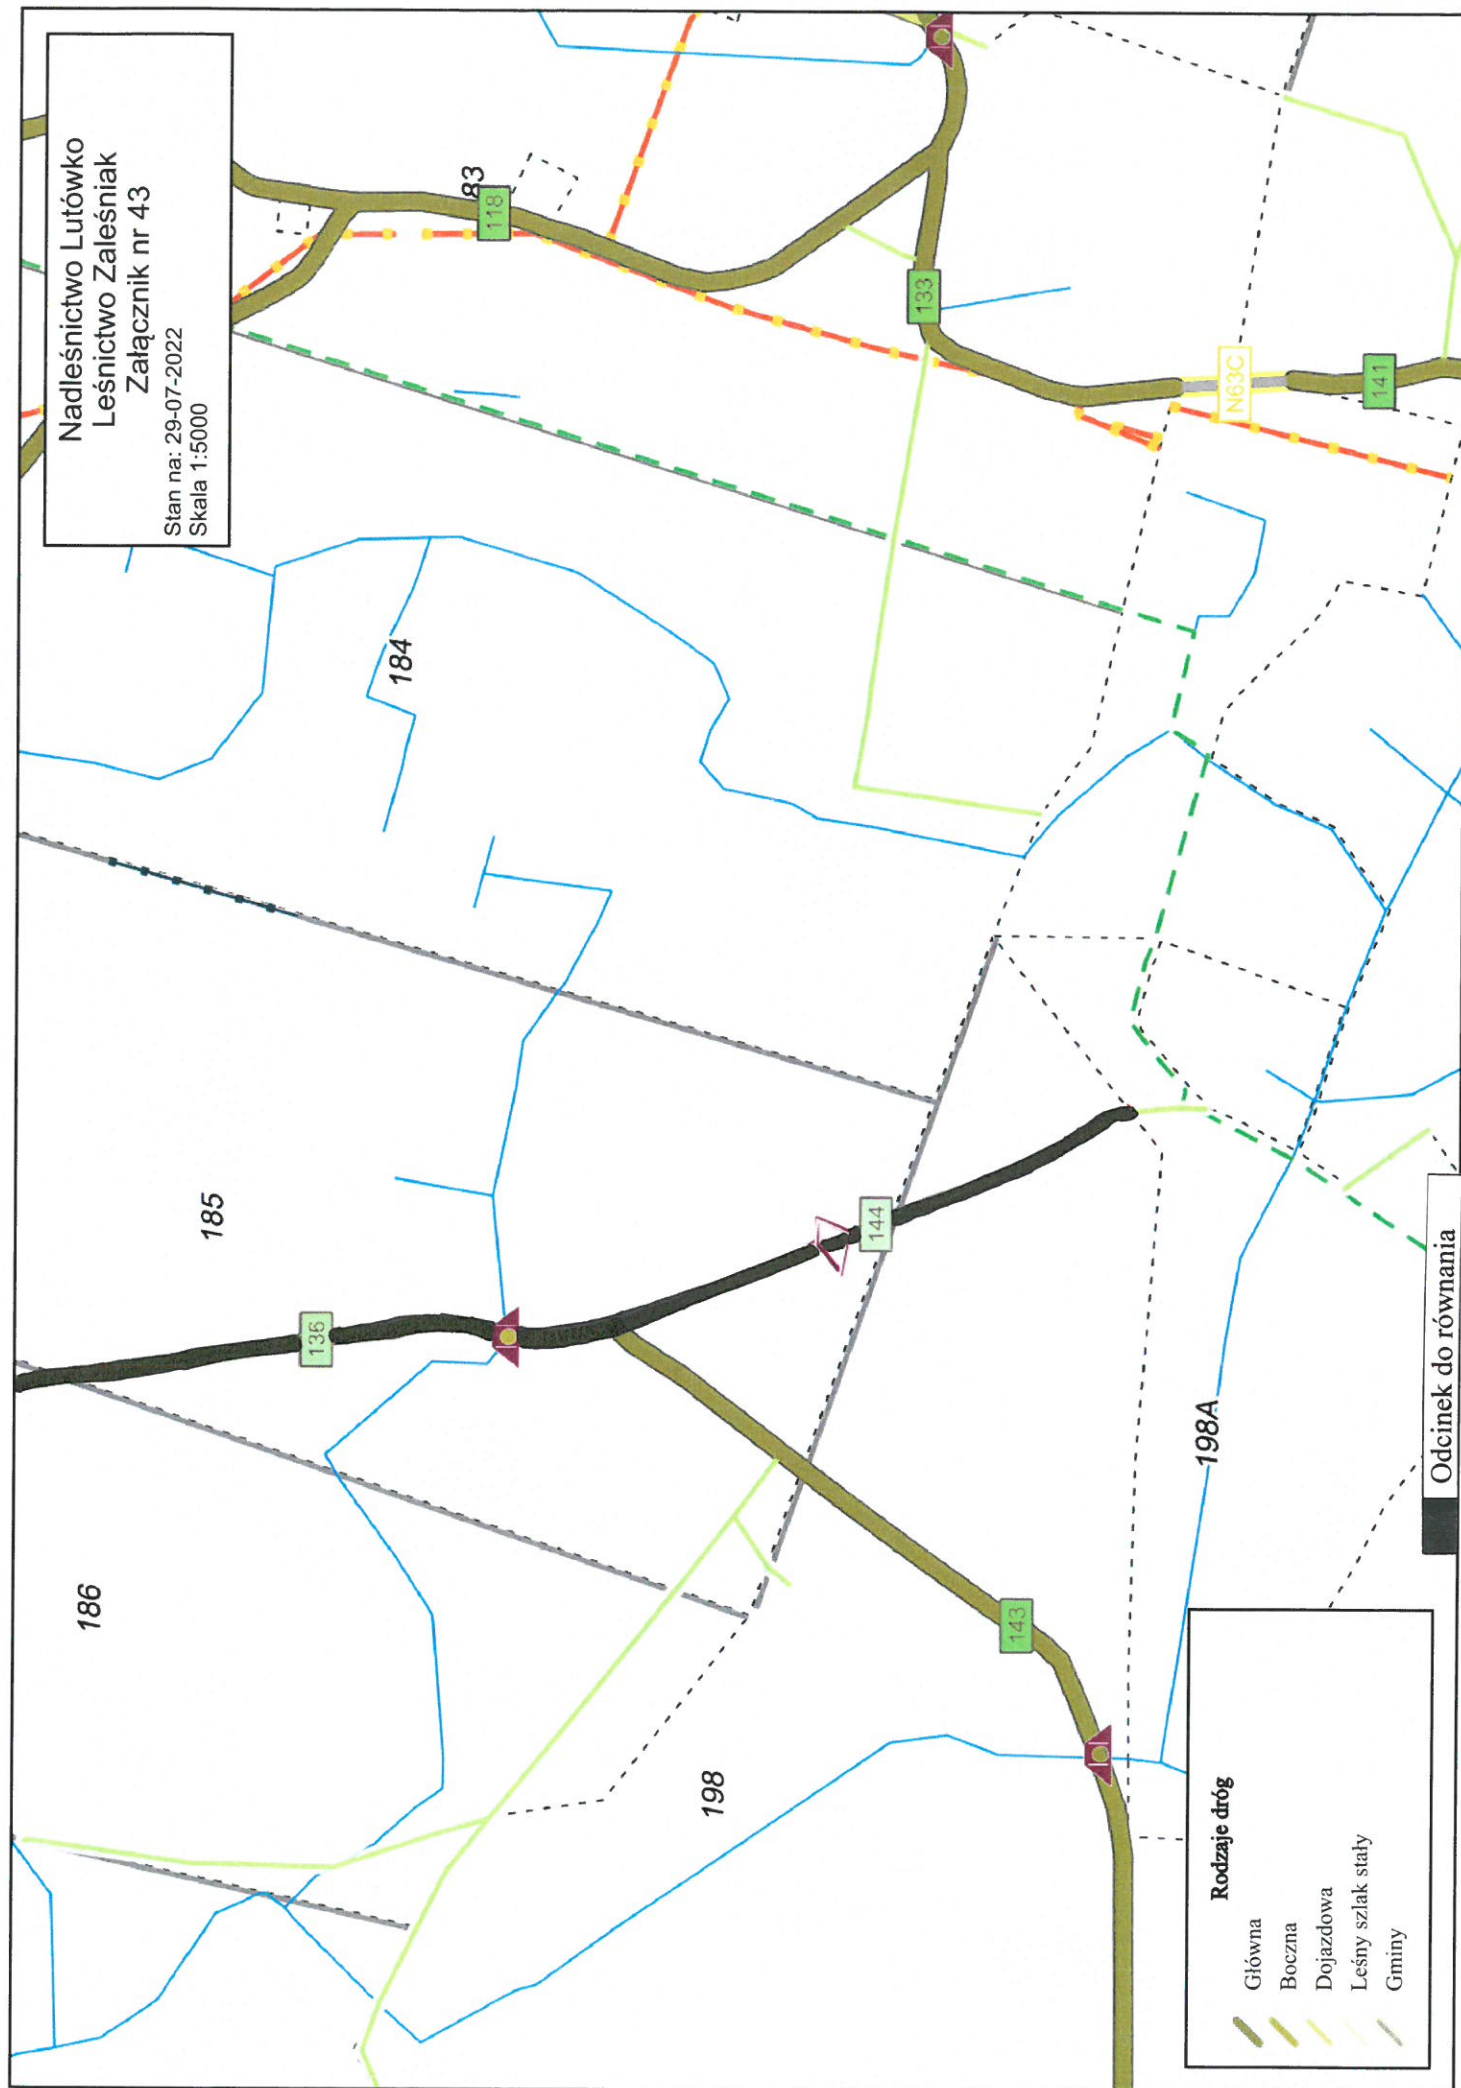 Nadleśnictwo Lutówko
Leśnictwo Zaleśniak
Załącznik nr 43
Stan na: 29-07-2022
Skala 1:5000
83
118
133
N63C
141
184
185
136
144
186
198A
143
198
Odcinek do równania
Rodzaje dróg
Główna
Boczna
Dojazdowa
Leśny szlak stały
Gminy